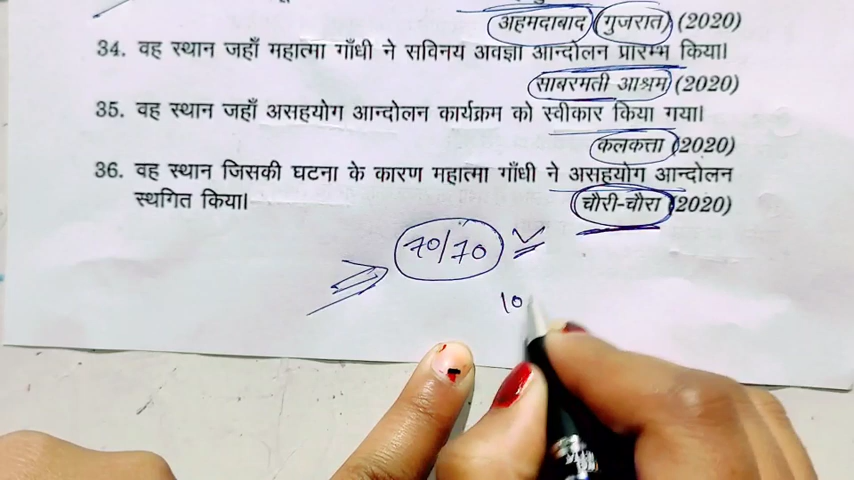 अहमदाबाद (गुजरात) (2020)
34. वह स्थान जहाँ महात्मा गाँधी ने सविनय अवज्ञा आन्दोलन प्रारम्भ किया।
साबरमती आश्रम (2020)
35. वह स्थान जहाँ असहयोग आन्दोलन कार्यक्रम को स्वीकार किया गया।
कलकत्ता (2020)
36. वह स्थान जिसकी घटना के कारण महात्मा गाँधी ने असहयोग आन्दोलन
स्थगित किया।
चौरी-चौरा (2020)
70/70
10